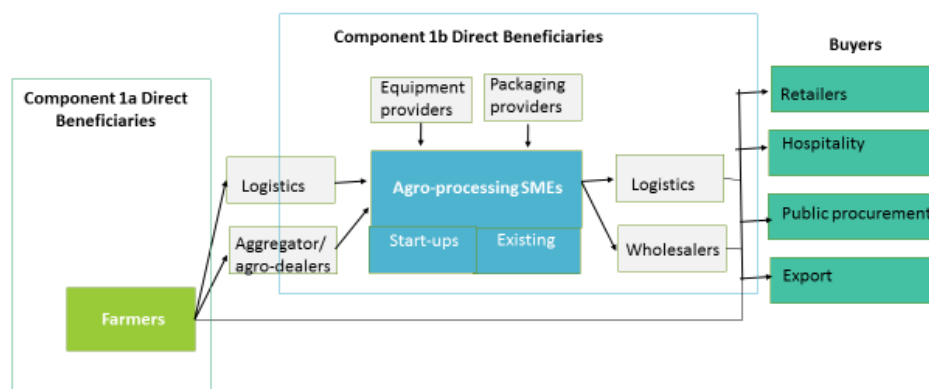 Component 1b Direct Beneficiaries
Buyers
Component 1a Direct
Beneficiaries
Equipment
providers
Packaging
providers
Retailers
Hospitality
Logistics
Agro-processing SMEs
Logistics
Public procurement
Aggregator/
agro-dealers
Start-ups
Existing
Wholesalers
Export
Farmers